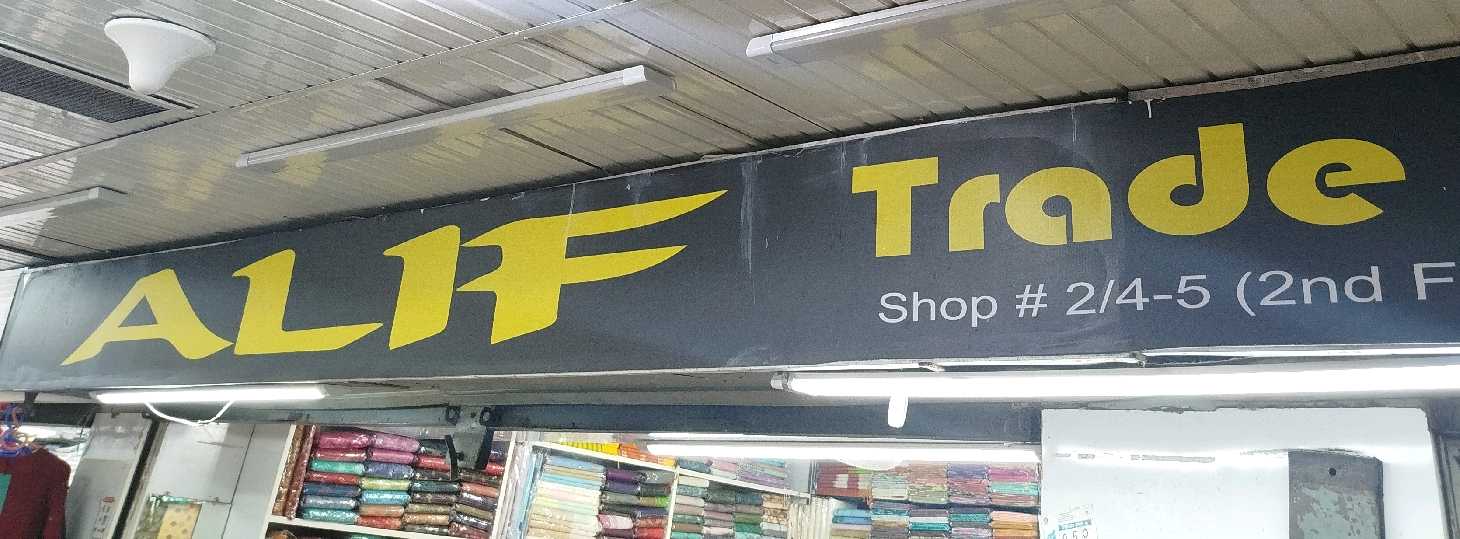 ALIF Trade
Shop # 2/4-5 (2nd F